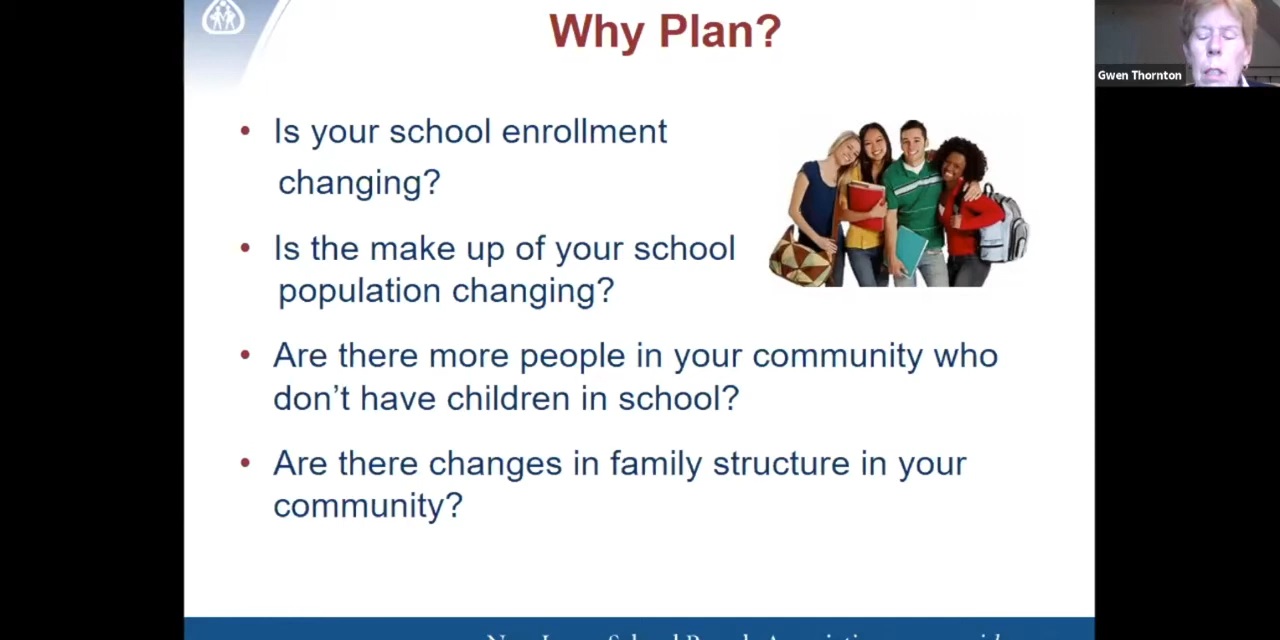 Why Plan?
Gwen Thornton
• Is your school enrollment
changing?
• Is the make up of your school
population changing?
• Are there more people in your community who
don’t have children in school?
• Are there changes in family structure in your
community?